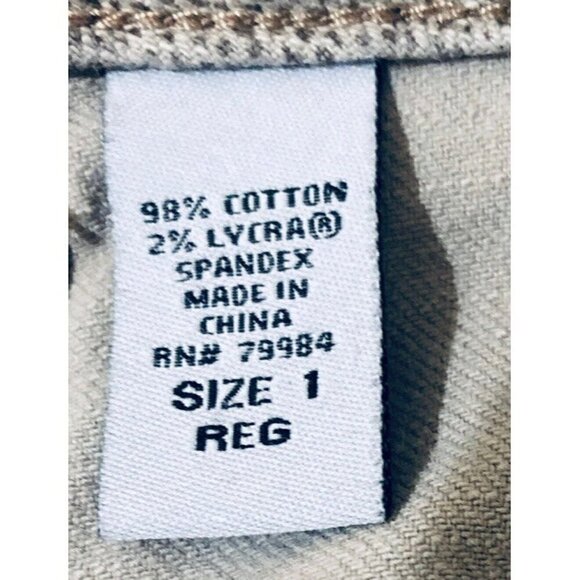 98% COTTON
2% LYCRA®
SPANDEX
MADE IN
CHINA
RN# 79984
SIZE 1
REG